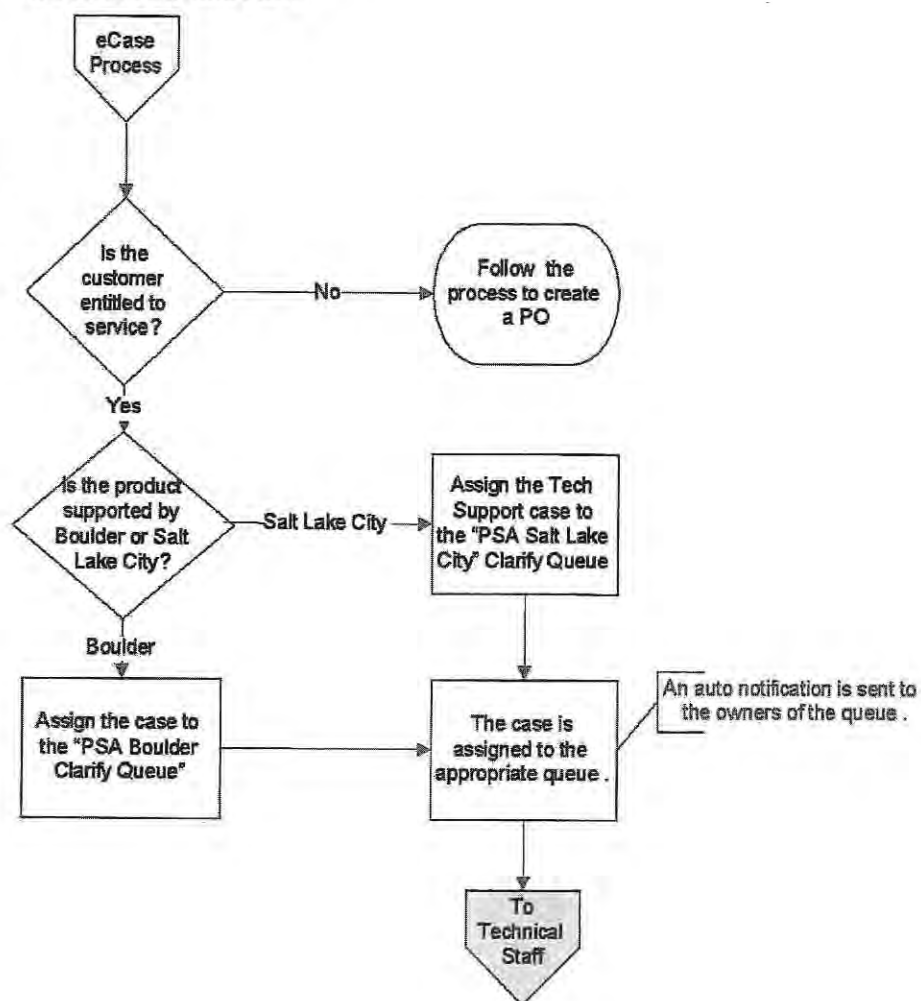 eCase
Process
Is the
customer
entitled to
service?
No
Follow the
process to create
a PO
Yes
Is the product
supported by
Boulder or Salt
Lake City?
Salt Lake City
Assign the Tech
Support case to
the "PSA Salt Lake
City" Clarify Queue
Boulder
Assign the case to
the "PSA Boulder
Clarify Queue"
The case is
assigned to the
appropriate queue .
An auto notification is sent to
the owners of the queue .
To
Technical
Staff